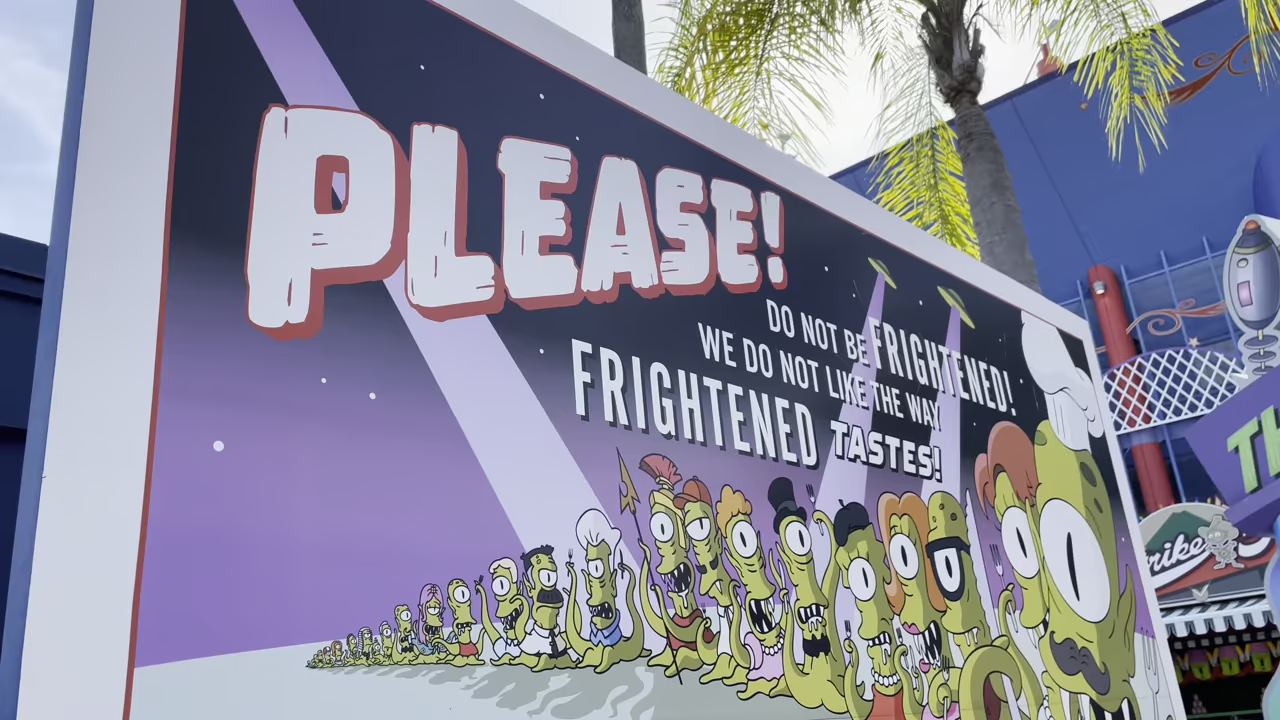 PLEASE!
DO NOT BE FRIGHTENED!
WE DO NOT LIKE THE WAY
FRIGHTENED TASTES!